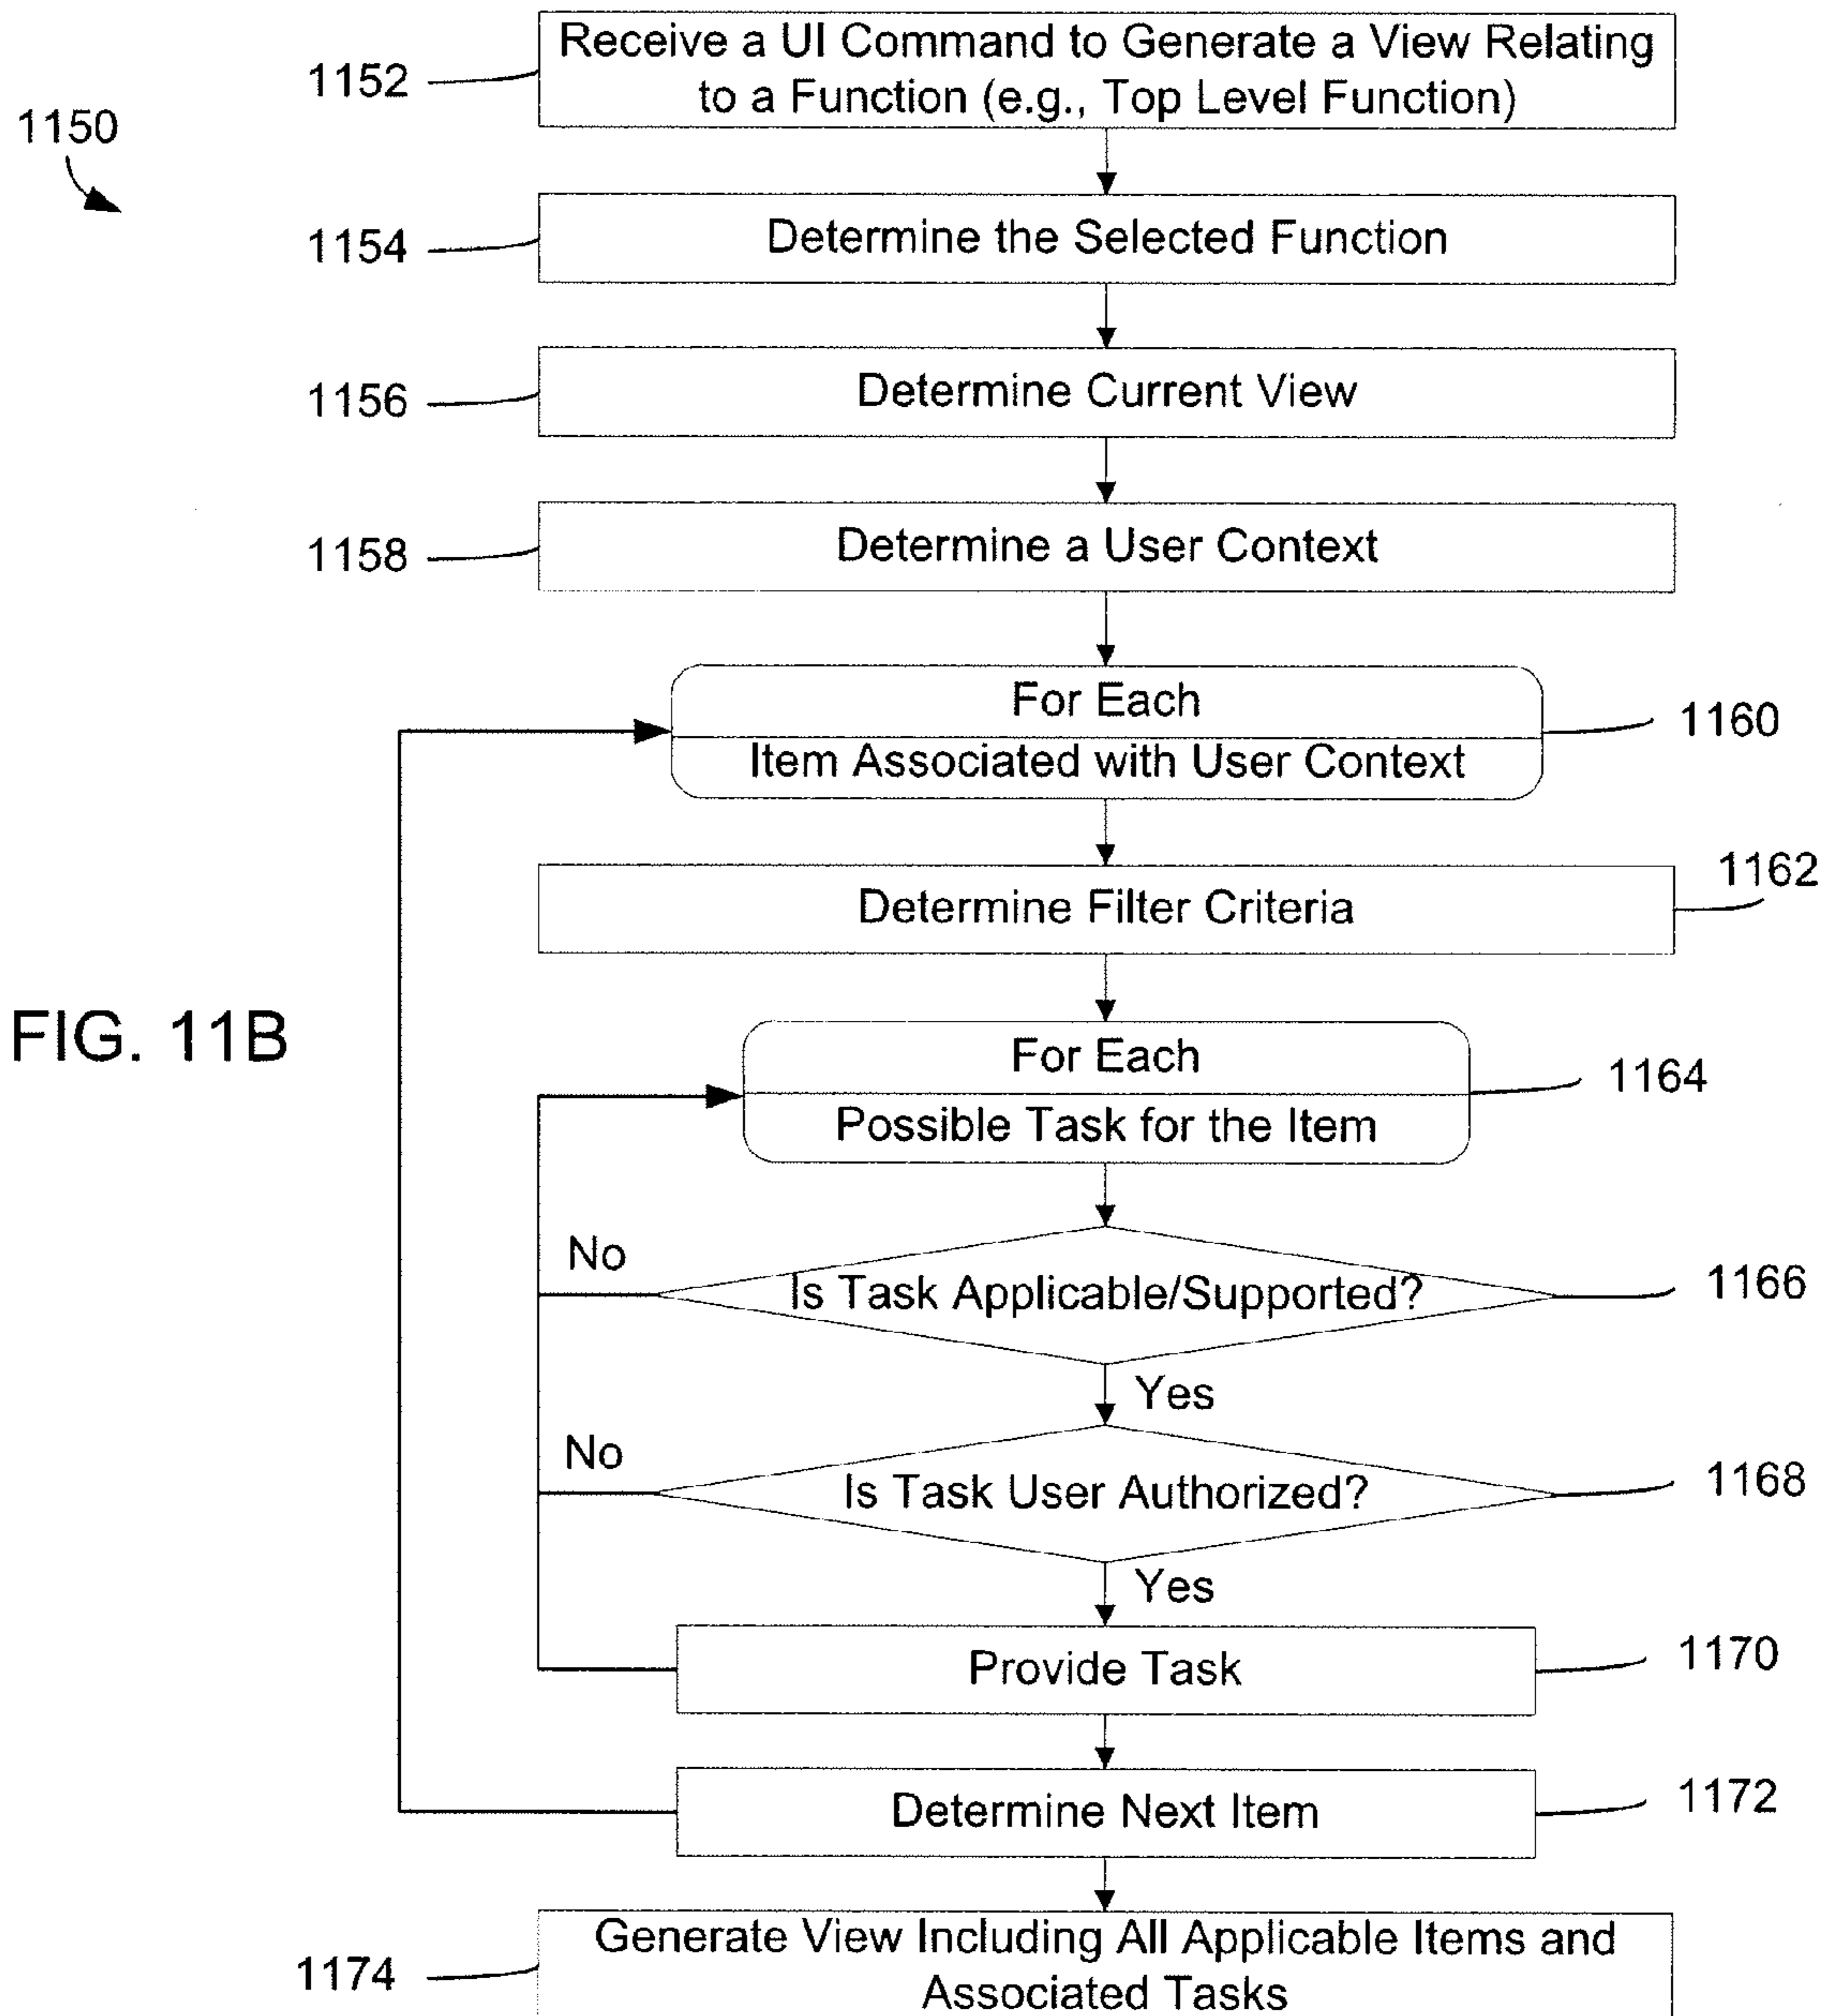 1150
1152
Receive a UI Command to Generate a View Relating
to a Function (e.g., Top Level Function)
1154
Determine the Selected Function
1156
Determine Current View
1158
Determine a User Context
For Each
Item Associated with User Context
1160
Determine Filter Criteria
1162
FIG. 11B
For Each
Possible Task for the Item
1164
No
Is Task Applicable/Supported?
1166
Yes
No
Is Task User Authorized?
1168
Yes
Provide Task
1170
Determine Next Item
1172
1174
Generate View Including All Applicable Items and
Associated Tasks